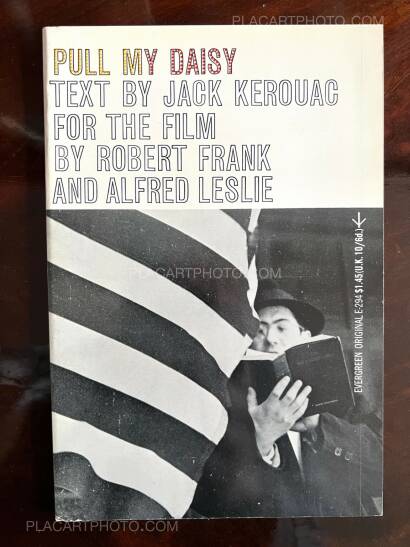 PLACARTPHOTO.COM
PULL MY DAISY
TEXT BY JACK KEROUAC
FOR THE FILM
BY ROBERT FRANK
AND ALFRED LESLIE
EVERGREEN ORIGINAL E-294 $1.45 (U.K. 10/6d.)
PLACARTPHOTO.COM
PLACARTPHOTO.COM